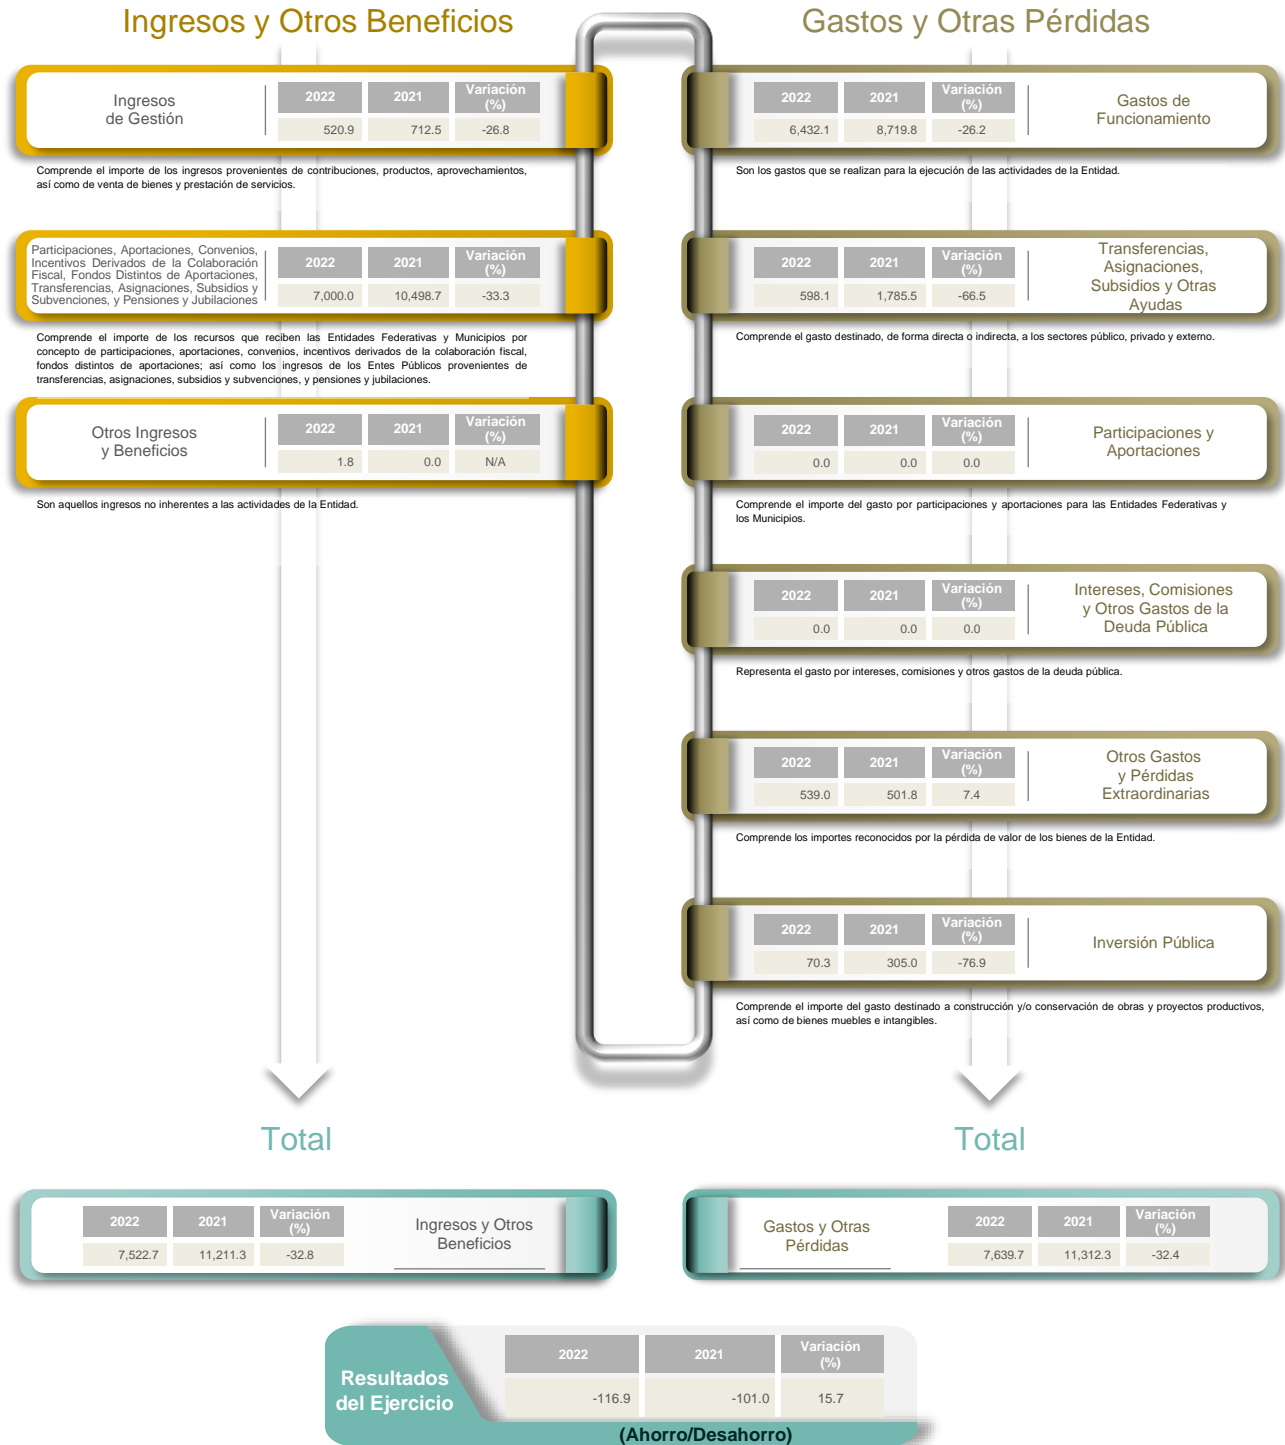 Ingresos y Otros Beneficios
Ingresos
de Gestión
2022 2021 Variación (%)
520.9 712.5 -26.8
Comprende el importe de los ingresos provenientes de contribuciones, productos, aprovechamientos,
así como de venta de bienes y prestación de servicios.
Participaciones, Aportaciones, Convenios,
Incentivos Derivados de la Colaboración
Fiscal, Fondos Distintos de Aportaciones,
Transferencias, Asignaciones, Subsidios y
Subvenciones, y Pensiones y Jubilaciones
2022 2021 Variación (%)
7,000.0 10,498.7 -33.3
Comprende el importe de los recursos que reciben las Entidades Federativas y Municipios por
concepto de participaciones, aportaciones, convenios, incentivos derivados de la colaboración fiscal,
fondos distintos de aportaciones; así como los ingresos de los Entes Públicos provenientes de
transferencias, asignaciones, subsidios y subvenciones, y pensiones y jubilaciones.
Otros Ingresos
y Beneficios
2022 2021 Variación (%)
1.8 0.0 N/A
Son aquellos ingresos no inherentes a las actividades de la Entidad.
Gastos y Otras Pérdidas
2022 2021 Variación (%)
6,432.1 8,719.8 -26.2
Gastos de
Funcionamiento
Son los gastos que se realizan para la ejecución de las actividades de la Entidad.
2022 2021 Variación (%)
598.1 1,785.5 -66.5
Transferencias,
Asignaciones,
Subsidios y Otras
Ayudas
Comprende el gasto destinado, de forma directa o indirecta, a los sectores público, privado y externo.
2022 2021 Variación (%)
0.0 0.0 0.0
Participaciones y
Aportaciones
Comprende el importe del gasto por participaciones y aportaciones para las Entidades Federativas y
los Municipios.
2022 2021 Variación (%)
0.0 0.0 0.0
Intereses, Comisiones
y Otros Gastos de la
Deuda Pública
Representa el gasto por intereses, comisiones y otros gastos de la deuda pública.
2022 2021 Variación (%)
539.0 501.8 7.4
Otros Gastos
y Pérdidas
Extraordinarias
Comprende los importes reconocidos por la pérdida de valor de los bienes de la Entidad.
2022 2021 Variación (%)
70.3 305.0 -76.9
Inversión Pública
Comprende el importe del gasto destinado a construcción y/o conservación de obras y proyectos productivos,
así como de bienes muebles e intangibles.
Total
2022 2021 Variación (%)
7,522.7 11,211.3 -32.8
Ingresos y Otros
Beneficios
Total
Gastos y Otras
Pérdidas
2022 2021 Variación (%)
7,639.7 11,312.3 -32.4
Resultados
del Ejercicio
2022 2021 Variación (%)
-116.9 -101.0 15.7
(Ahorro/Desahorro)